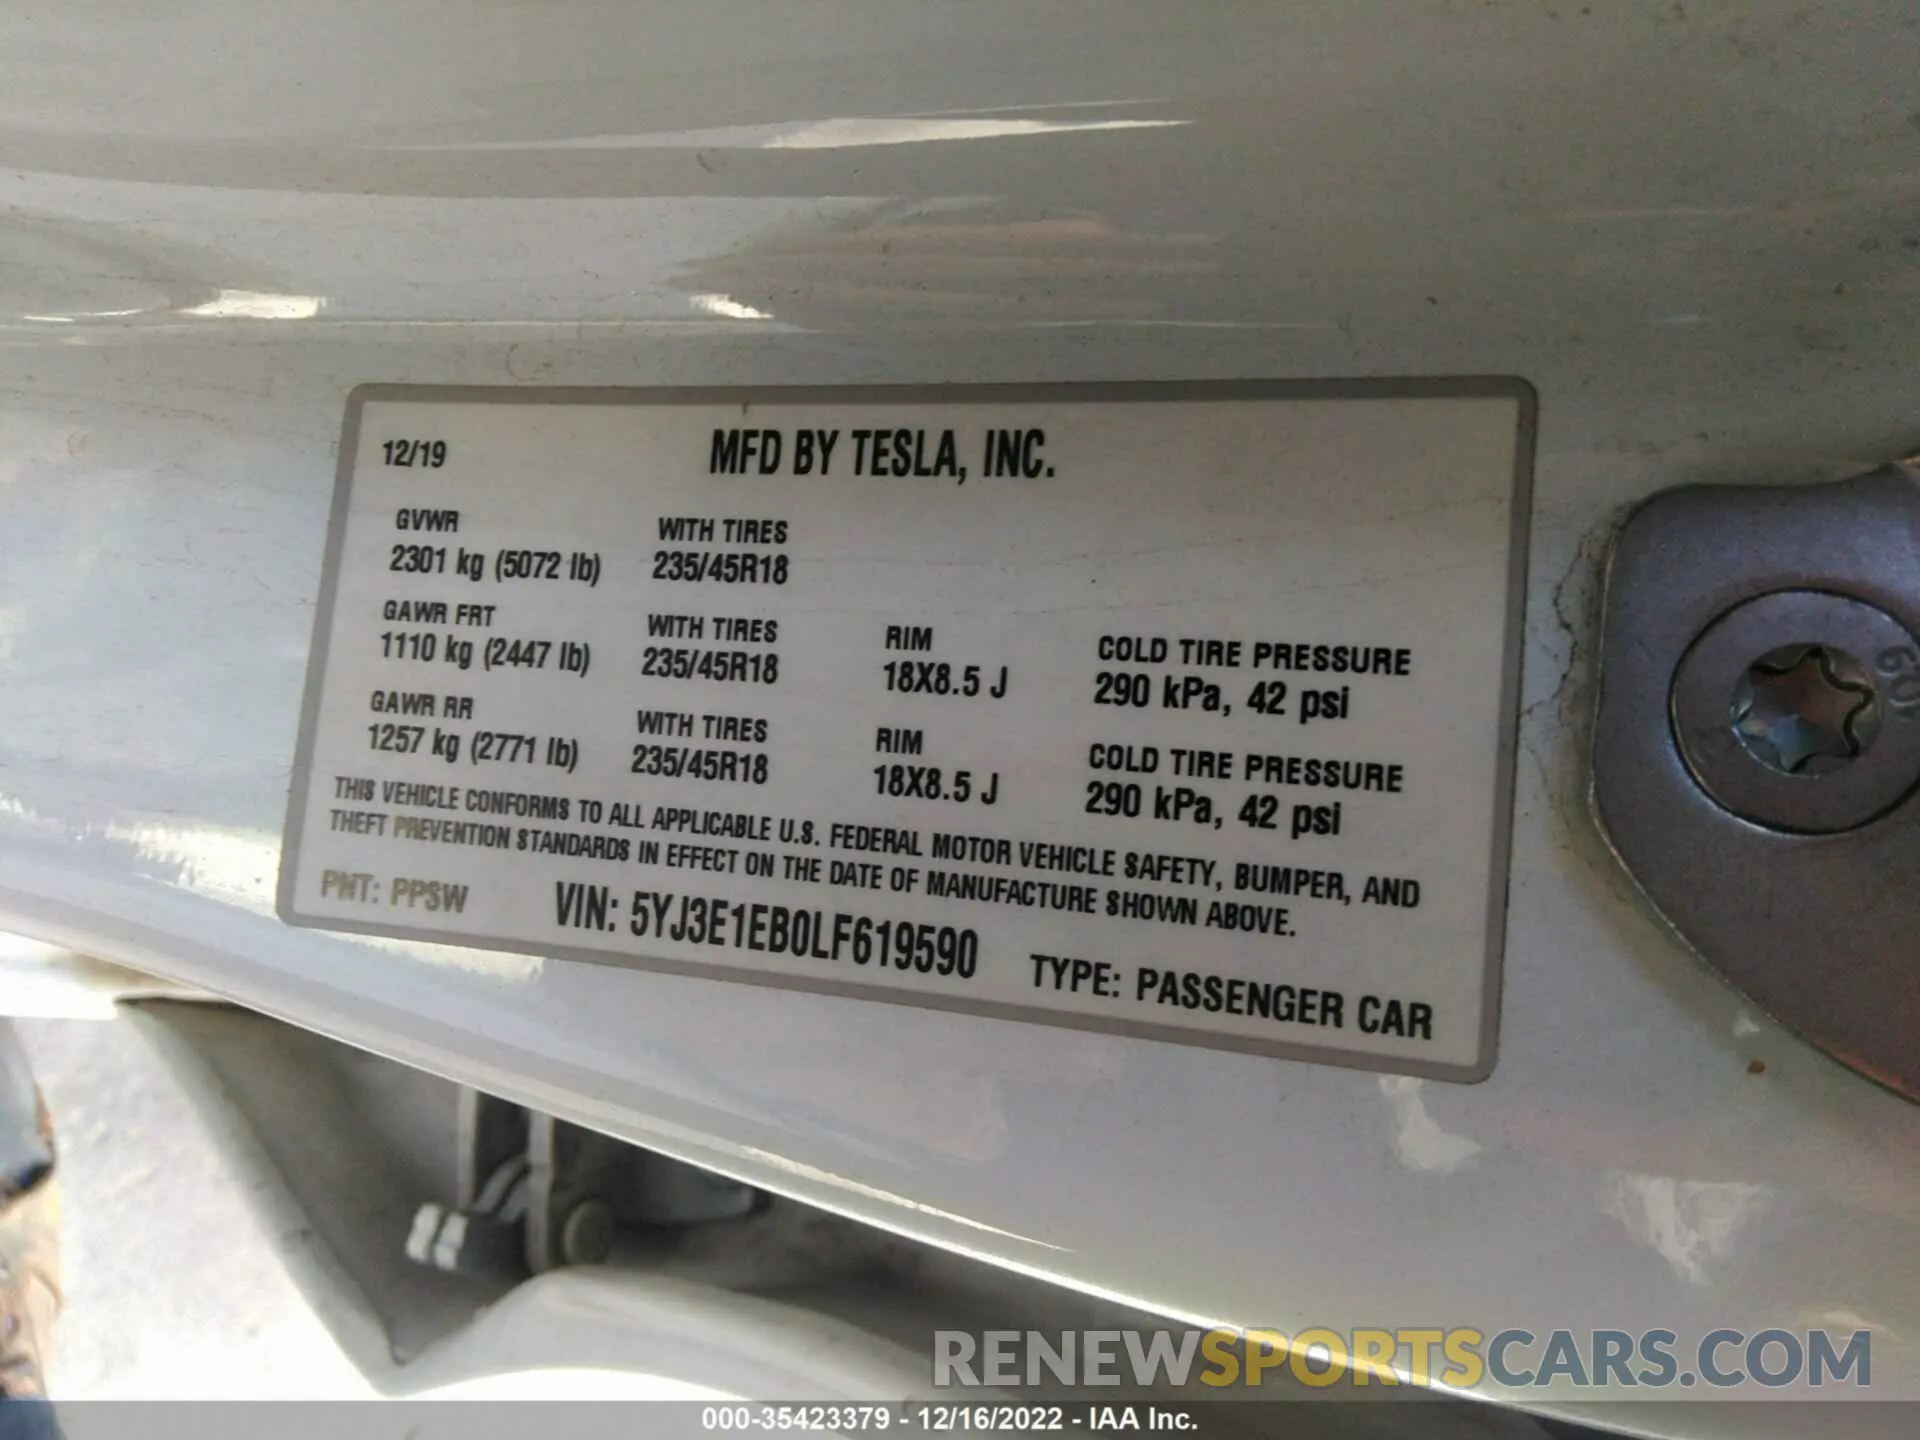 12/19 MFD BY TESLA, INC.
GVWR WITH TIRES
2301 kg (5072 lb) 235/45R18
GAWR FRT WITH TIRES RIM COLD TIRE PRESSURE
1110 kg (2447 lb) 235/45R18 18X8.5 J 290 kPa, 42 psi
GAWR RR WITH TIRES RIM COLD TIRE PRESSURE
1257 kg (2771 lb) 235/45R18 18X8.5 J 290 kPa, 42 psi
THIS VEHICLE CONFORMS TO ALL APPLICABLE U.S. FEDERAL MOTOR VEHICLE SAFETY, BUMPER, AND
THEFT PREVENTION STANDARDS IN EFFECT ON THE DATE OF MANUFACTURE SHOWN ABOVE.
PNT: PPSW VIN: 5YJ3E1EB0LF619590 TYPE: PASSENGER CAR
RENEWSPORTSCARS.COM
000-35423379 - 12/16/2022 - IAA Inc.